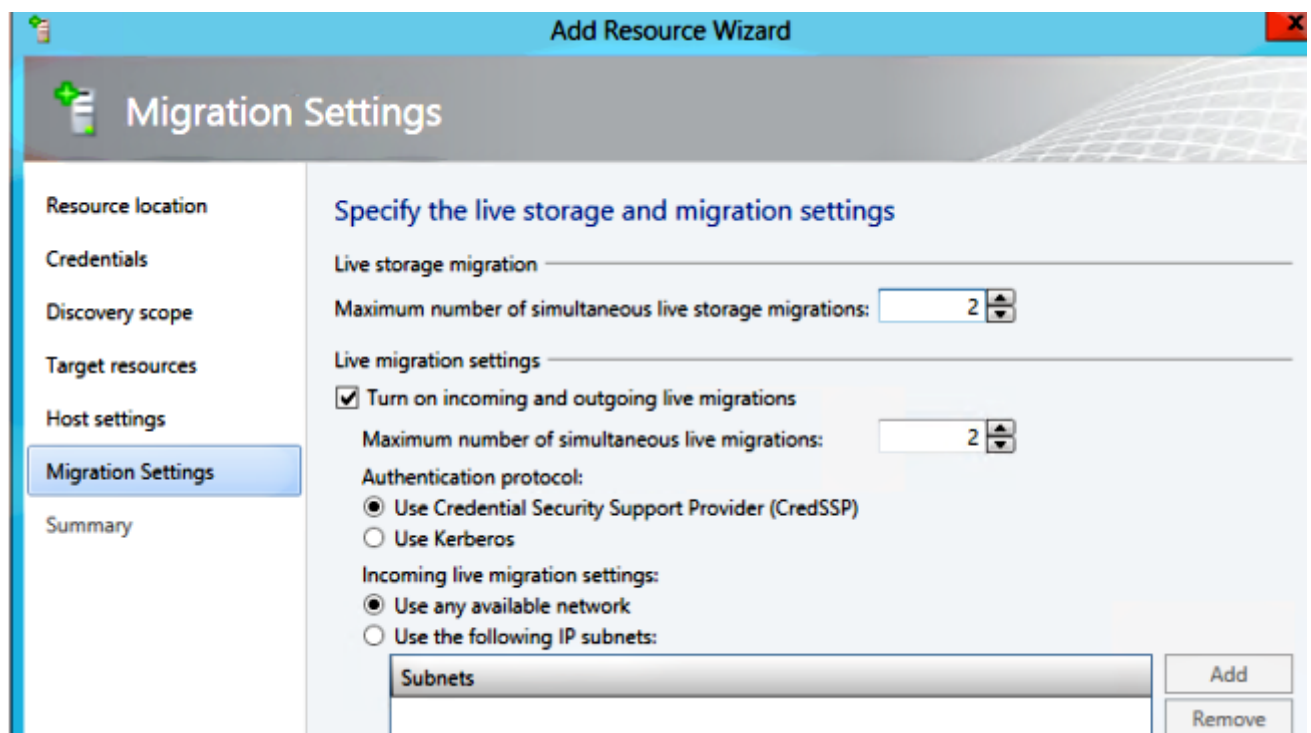 Add Resource Wizard
x
Migration Settings
Resource location
Credentials
Discovery scope
Target resources
Host settings
Migration Settings
Summary
Specify the live storage and migration settings
Live storage migration
Maximum number of simultaneous live storage migrations: 2
Live migration settings
Turn on incoming and outgoing live migrations
Maximum number of simultaneous live migrations: 2
Authentication protocol:
Use Credential Security Support Provider (CredSSP)
Use Kerberos
Incoming live migration settings:
Use any available network
Use the following IP subnets:
Subnets
Add
Remove